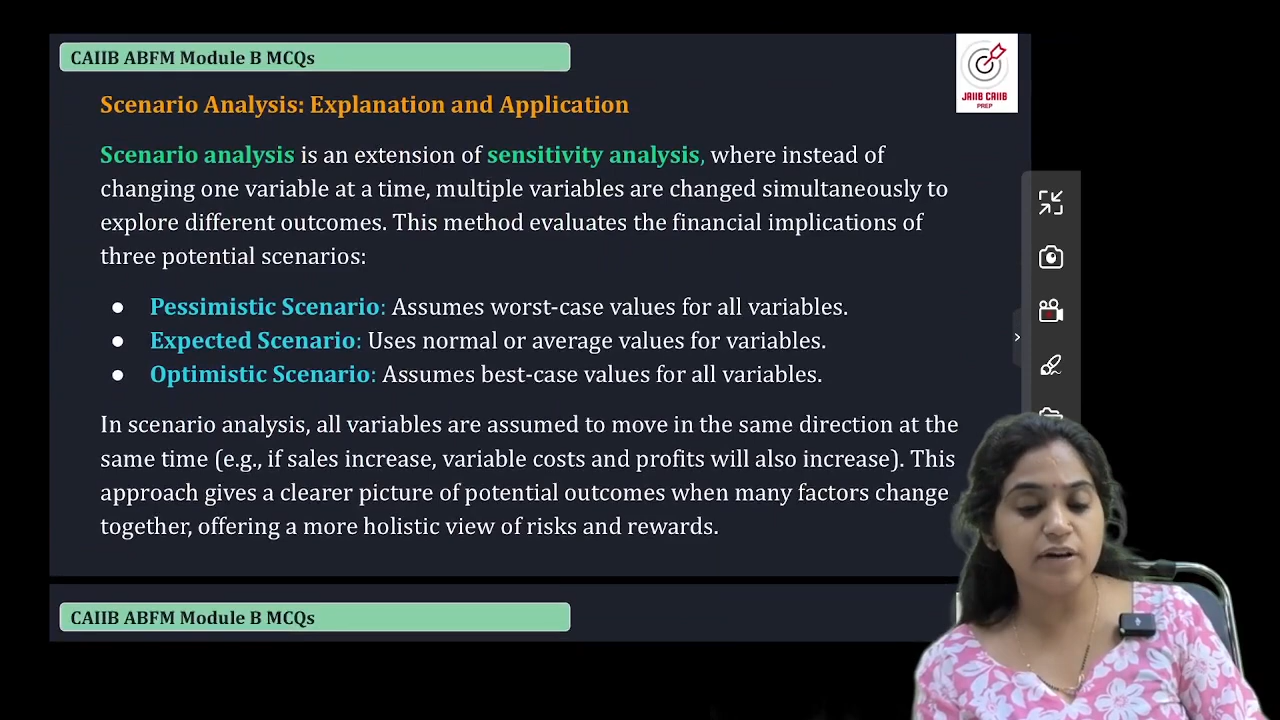 CAIIB ABFM Module B MCQs
JAIIB CAIIB
PREP
Scenario Analysis: Explanation and Application
Scenario analysis is an extension of sensitivity analysis, where instead of
changing one variable at a time, multiple variables are changed simultaneously to
explore different outcomes. This method evaluates the financial implications of
three potential scenarios:
● Pessimistic Scenario: Assumes worst-case values for all variables.
● Expected Scenario: Uses normal or average values for variables.
● Optimistic Scenario: Assumes best-case values for all variables.
In scenario analysis, all variables are assumed to move in the same direction at the
same time (e.g., if sales increase, variable costs and profits will also increase). This
approach gives a clearer picture of potential outcomes when many factors change
together, offering a more holistic view of risks and rewards.
CAIIB ABFM Module B MCQs